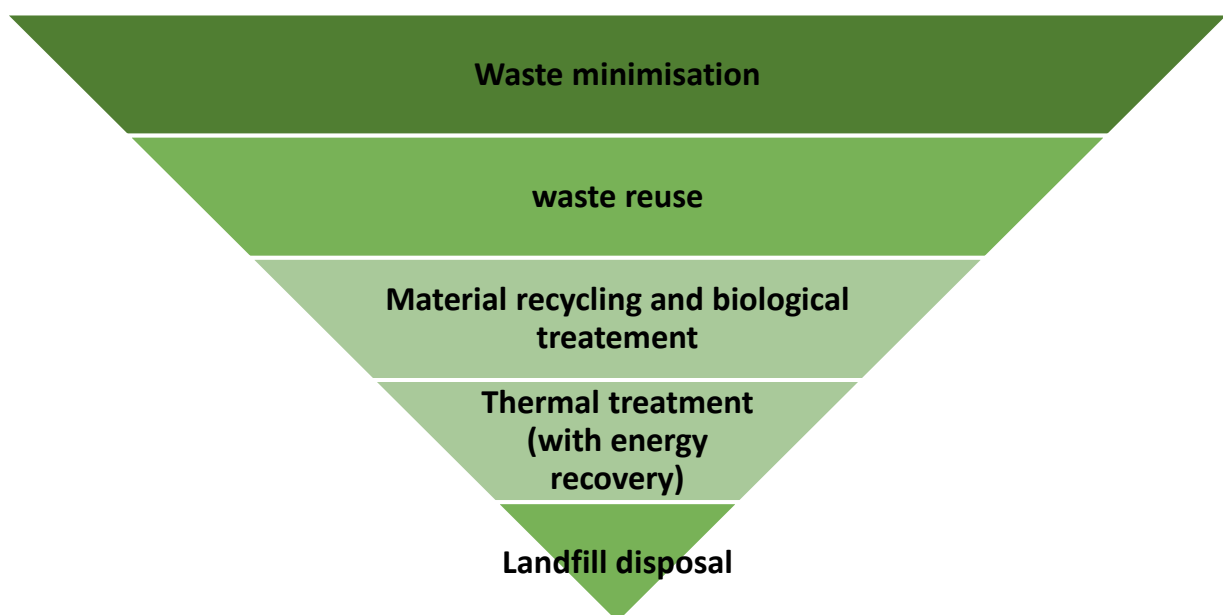 Waste minimisation
waste reuse
Material recycling and biological
treatement
Thermal treatment
(with energy
recovery)
Landfill disposal